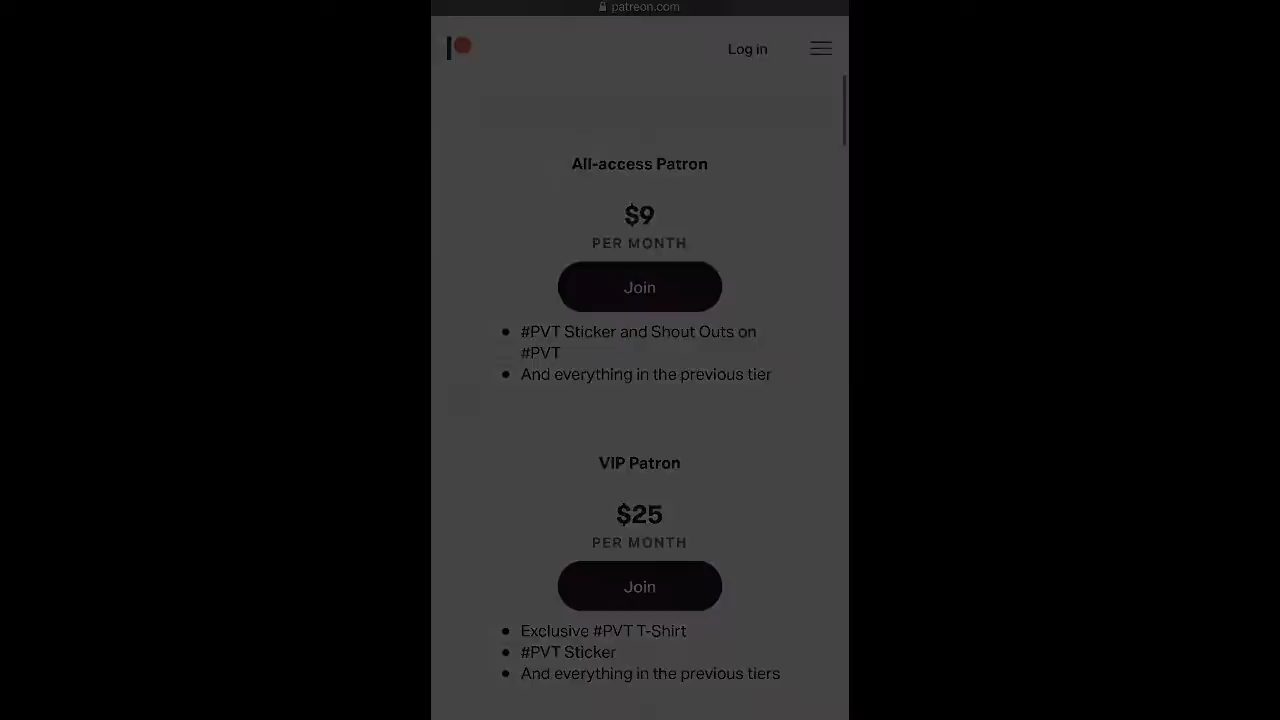 patreon.com
Log in
All-access Patron
$9
PER MONTH
Join
#PVT Sticker and Shout Outs on
#PVT
And everything in the previous tier
VIP Patron
$25
PER MONTH
Join
Exclusive #PVT T-Shirt
#PVT Sticker
And everything in the previous tiers